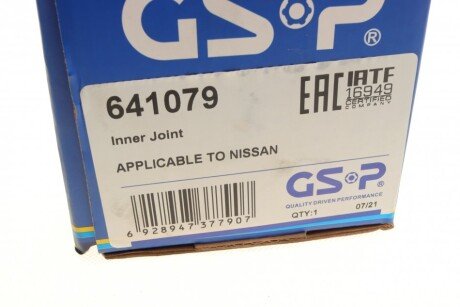 GSP®
641079
Inner Joint
APPLICABLE TO NISSAN
EAC
IATF
16949
CERTIFIED
COMPANY
6 928947 377907
GSP
QUALITY DRIVEN PERFORMANCE
QTY:1 07/21